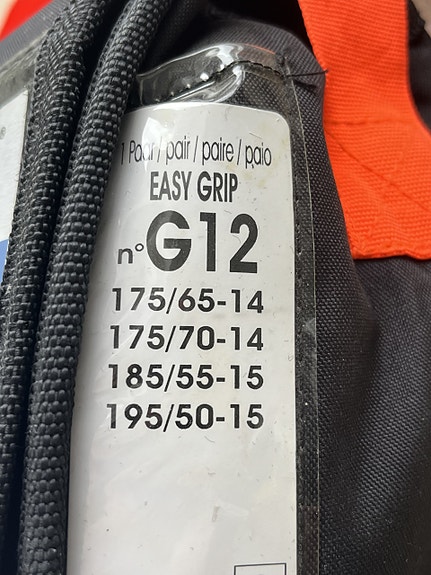 1 Paar / pair / paire / paio
EASY GRIP
n° G12
175/65-14
175/70-14
185/55-15
195/50-15